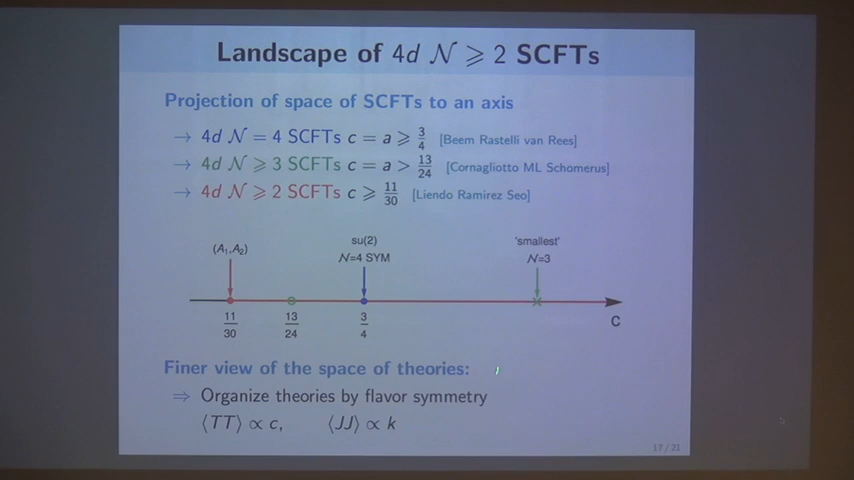 Landscape of 4d 𝒩 ⩾ 2 SCFTs
Projection of space of SCFTs to an axis
→ 4d 𝒩 = 4 SCFTs c = a ⩾ 3/4 [Beem Rastelli van Rees]
→ 4d 𝒩 ⩾ 3 SCFTs c = a > 13/24 [Cornagliotto ML Schomerus]
→ 4d 𝒩 ⩾ 2 SCFTs c ⩾ 11/30 [Liendo Ramirez Seo]
(A₁,A₂)
su(2)
𝒩=4 SYM
'smallest'
𝒩=3
11/30
13/24
3/4
c
Finer view of the space of theories:
⇒ Organize theories by flavor symmetry
⟨TT⟩ ∝ c, ⟨JJ⟩ ∝ k
17 / 21